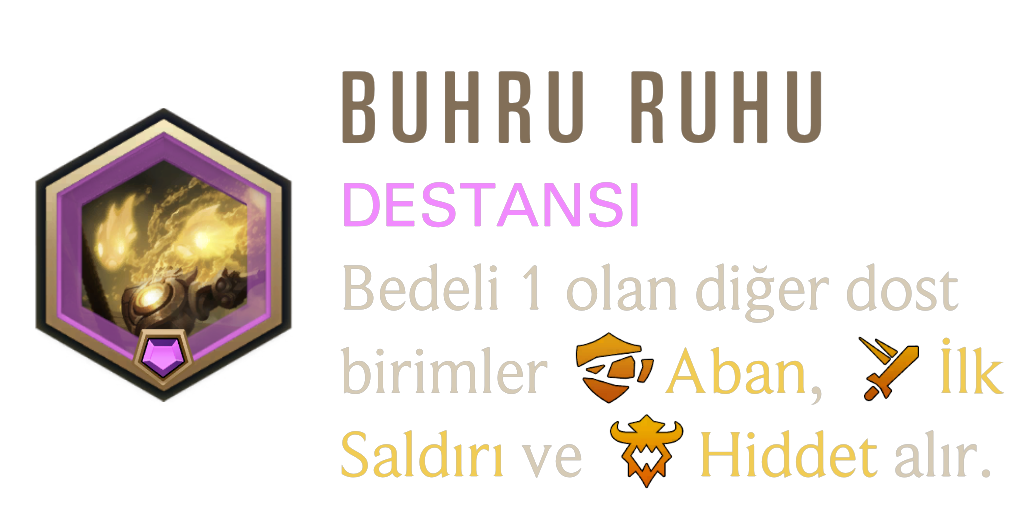 BUHRU RUHU
DESTANSI
Bedeli 1 olan diğer dost
birimler Aban, İlk
Saldırı ve Hiddet alır.